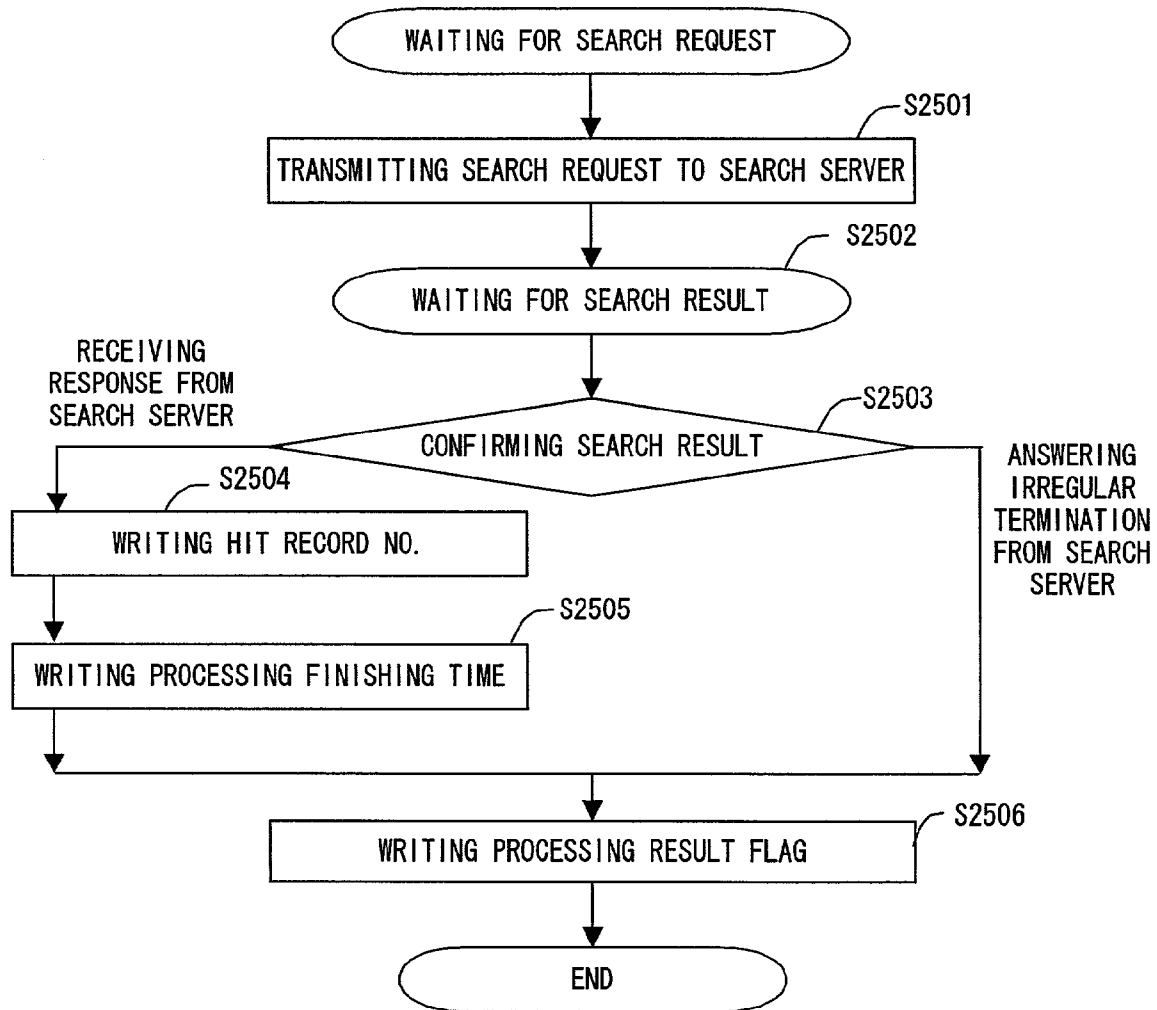 WAITING FOR SEARCH REQUEST
S2501
TRANSMITTING SEARCH REQUEST TO SEARCH SERVER
S2502
WAITING FOR SEARCH RESULT
RECEIVING
RESPONSE FROM
SEARCH SERVER
S2503
CONFIRMING SEARCH RESULT
ANSWERING
IRREGULAR
TERMINATION
FROM SEARCH
SERVER
S2504
WRITING HIT RECORD NO.
S2505
WRITING PROCESSING FINISHING TIME
S2506
WRITING PROCESSING RESULT FLAG
END